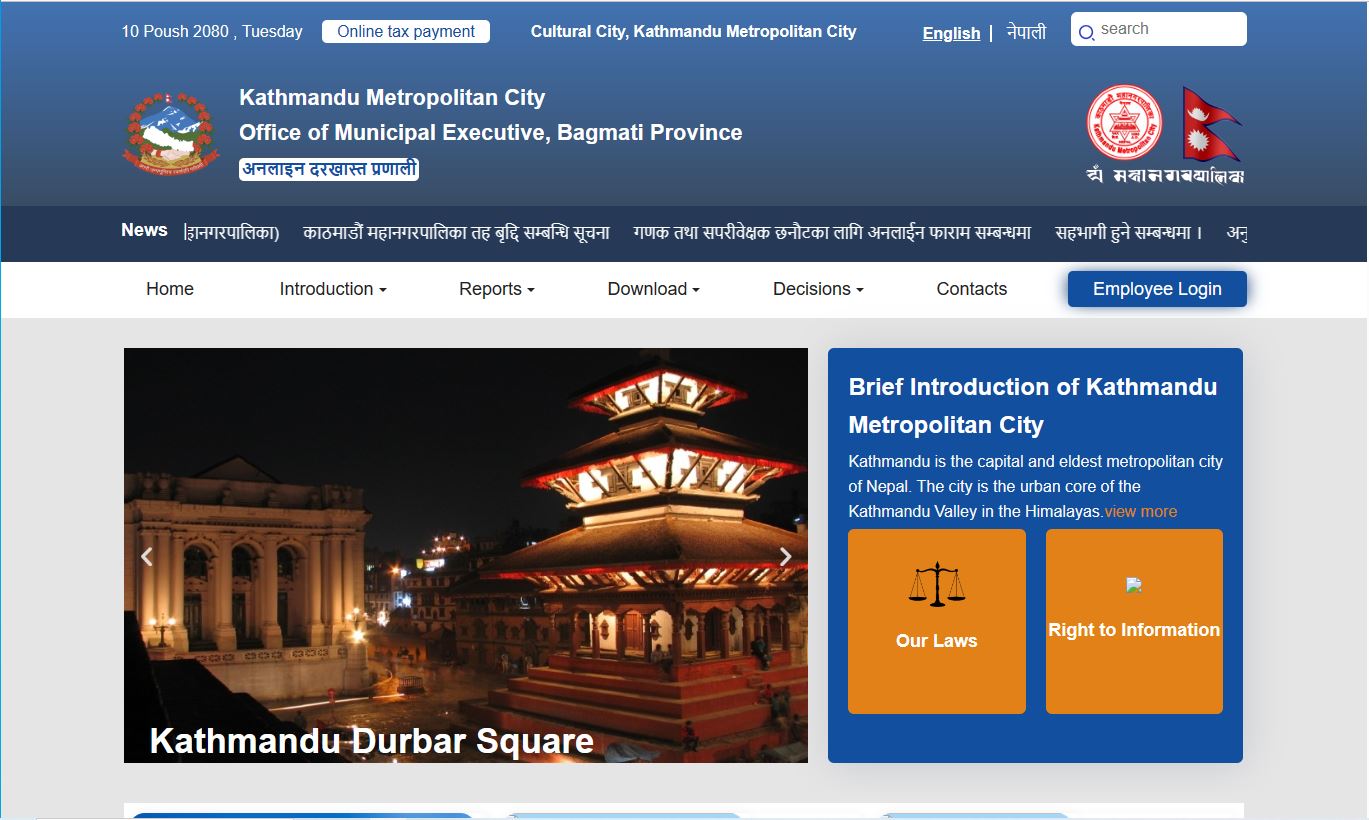 10 Poush 2080 , Tuesday
Online tax payment
Cultural City, Kathmandu Metropolitan City
English | नेपाली
search
Kathmandu Metropolitan City
Office of Municipal Executive, Bagmati Province
अनलाइन दरखास्त प्रणाली
News हानगरपालिका) काठमाडौं महानगरपालिका तह बृद्दि सम्बन्धि सूचना गणक तथा सपरीवेक्षक छनौटका लागि अनलाईन फाराम सम्बन्धमा सहभागी हुने सम्बन्धमा ।
Home
Introduction
Reports
Download
Decisions
Contacts
Employee Login
Kathmandu Durbar Square
Brief Introduction of Kathmandu
Metropolitan City
Kathmandu is the capital and eldest metropolitan city
of Nepal. The city is the urban core of the
Kathmandu Valley in the Himalayas.view more
Our Laws
Right to Information